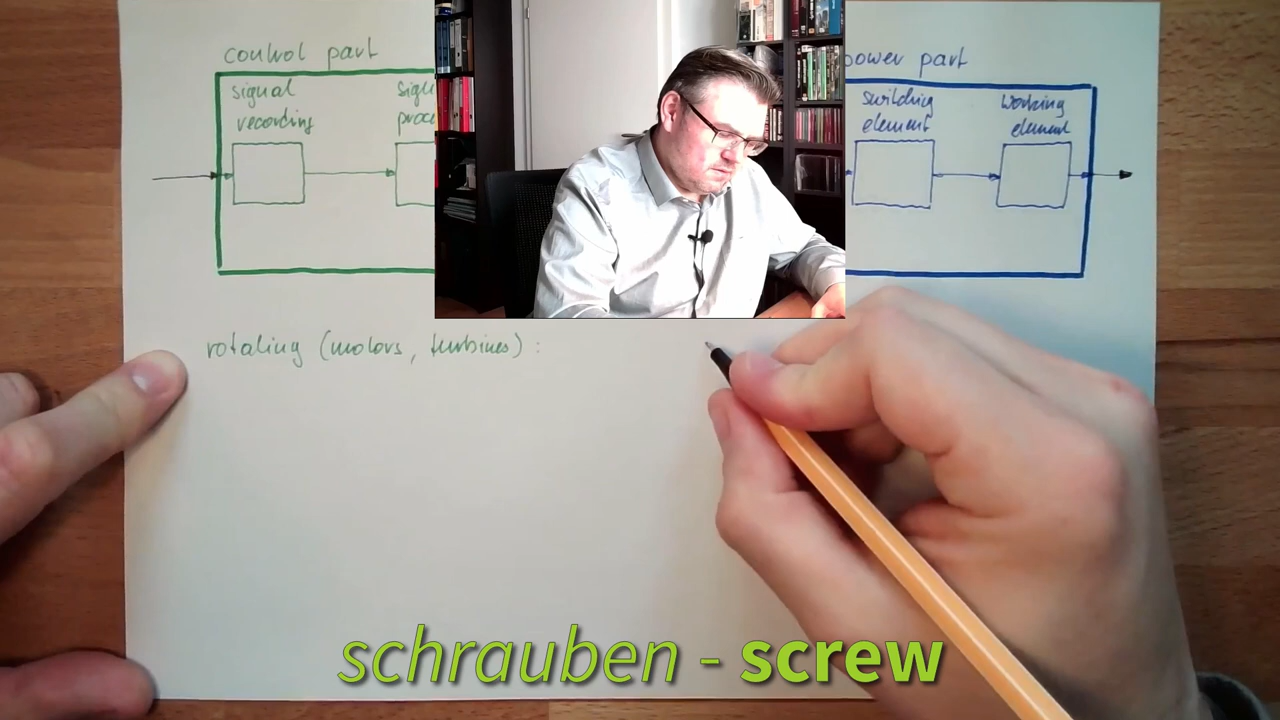 control part
power part
signal
recording
switching
element
working
element
rotating (motors, turbines) :
schrauben - screw